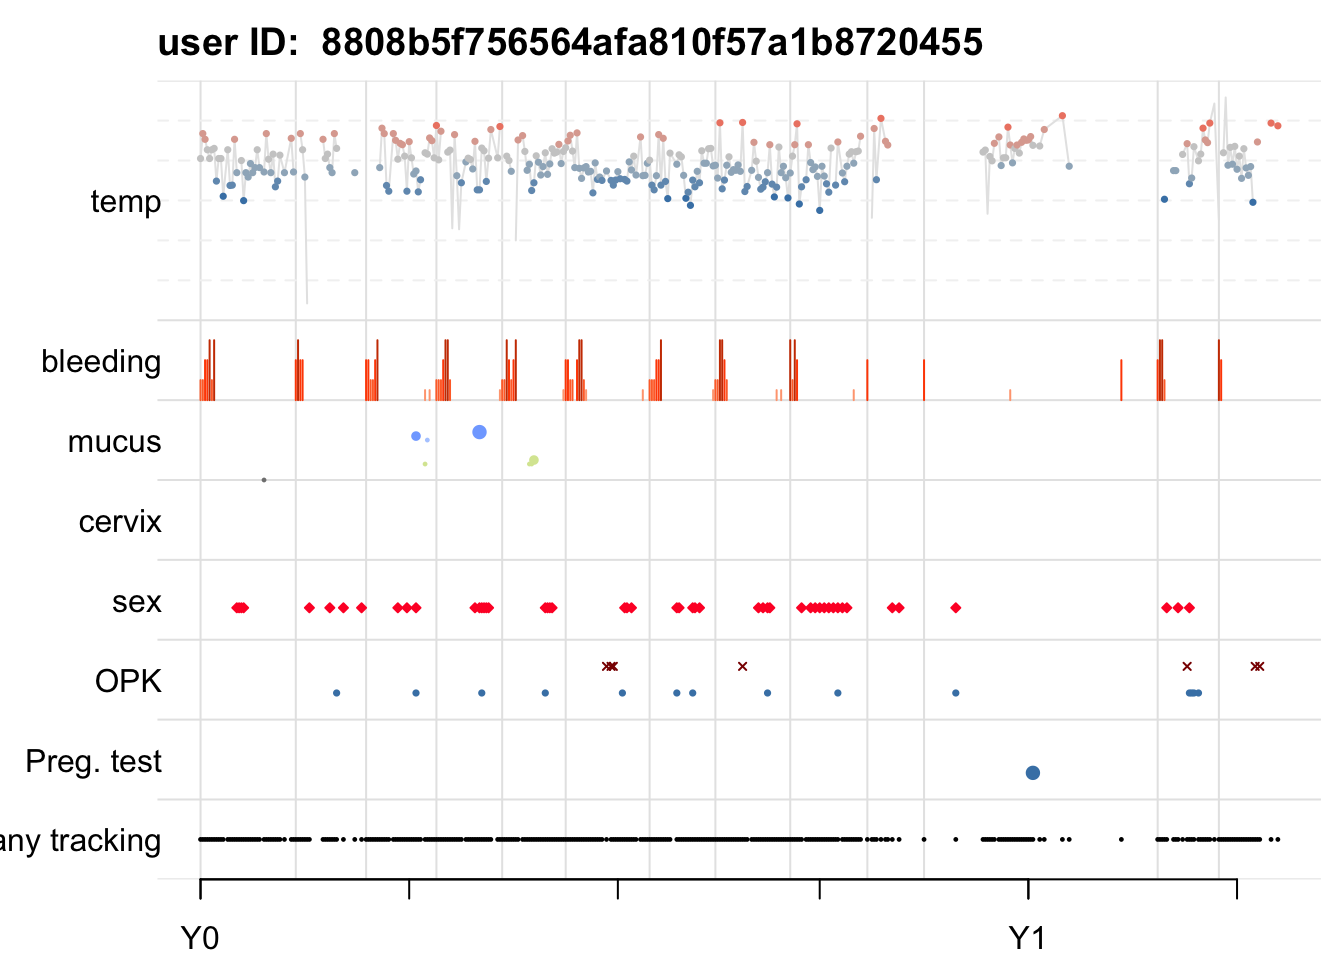 user ID:  8808b5f756564afa810f57a1b8720455
temp
bleeding
mucus
cervix
sex
OPK
Preg. test
any tracking
Y0
Y1